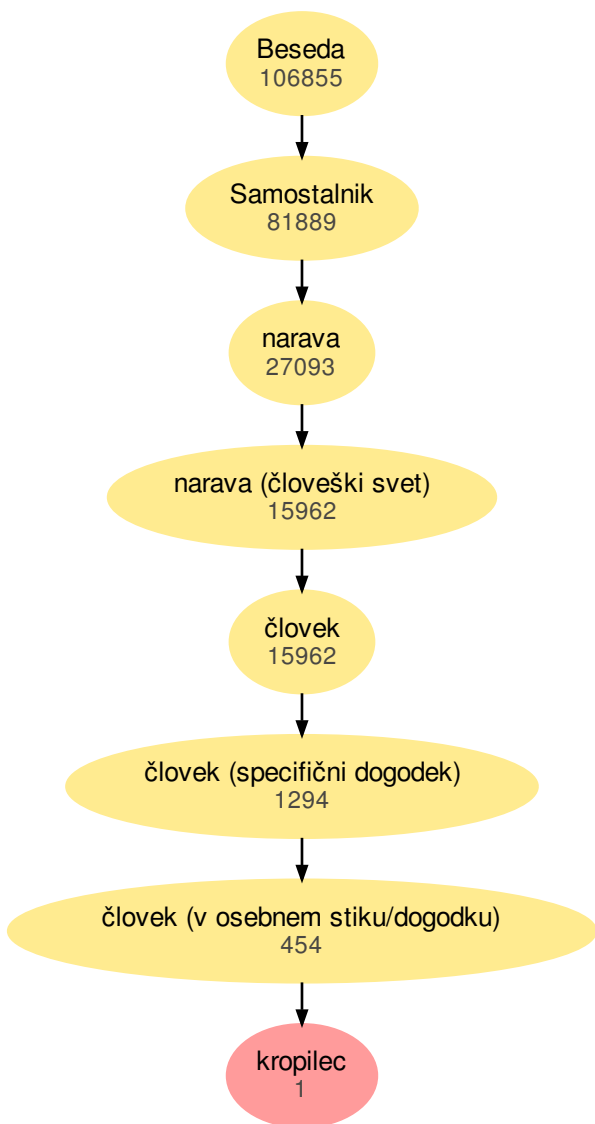 Beseda
106855
Samostalnik
81889
narava
27093
narava (človeški svet)
15962
človek
15962
človek (specifični dogodek)
1294
človek (v osebnem stiku/dogodku)
454
kropilec
1